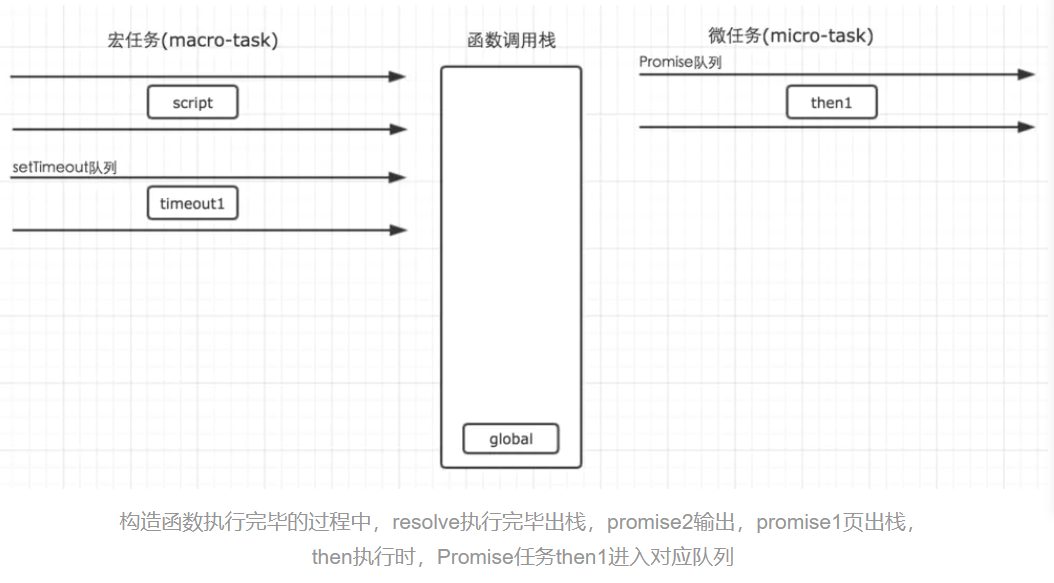 宏任务(macro-task)
函数调用栈
微任务(micro-task)
Promise队列
script
then1
setTimeout队列
timeout1
global
构造函数执行完毕的过程中，resolve执行完毕出栈，promise2输出，promise1页出栈，
then执行时，Promise任务then1进入对应队列